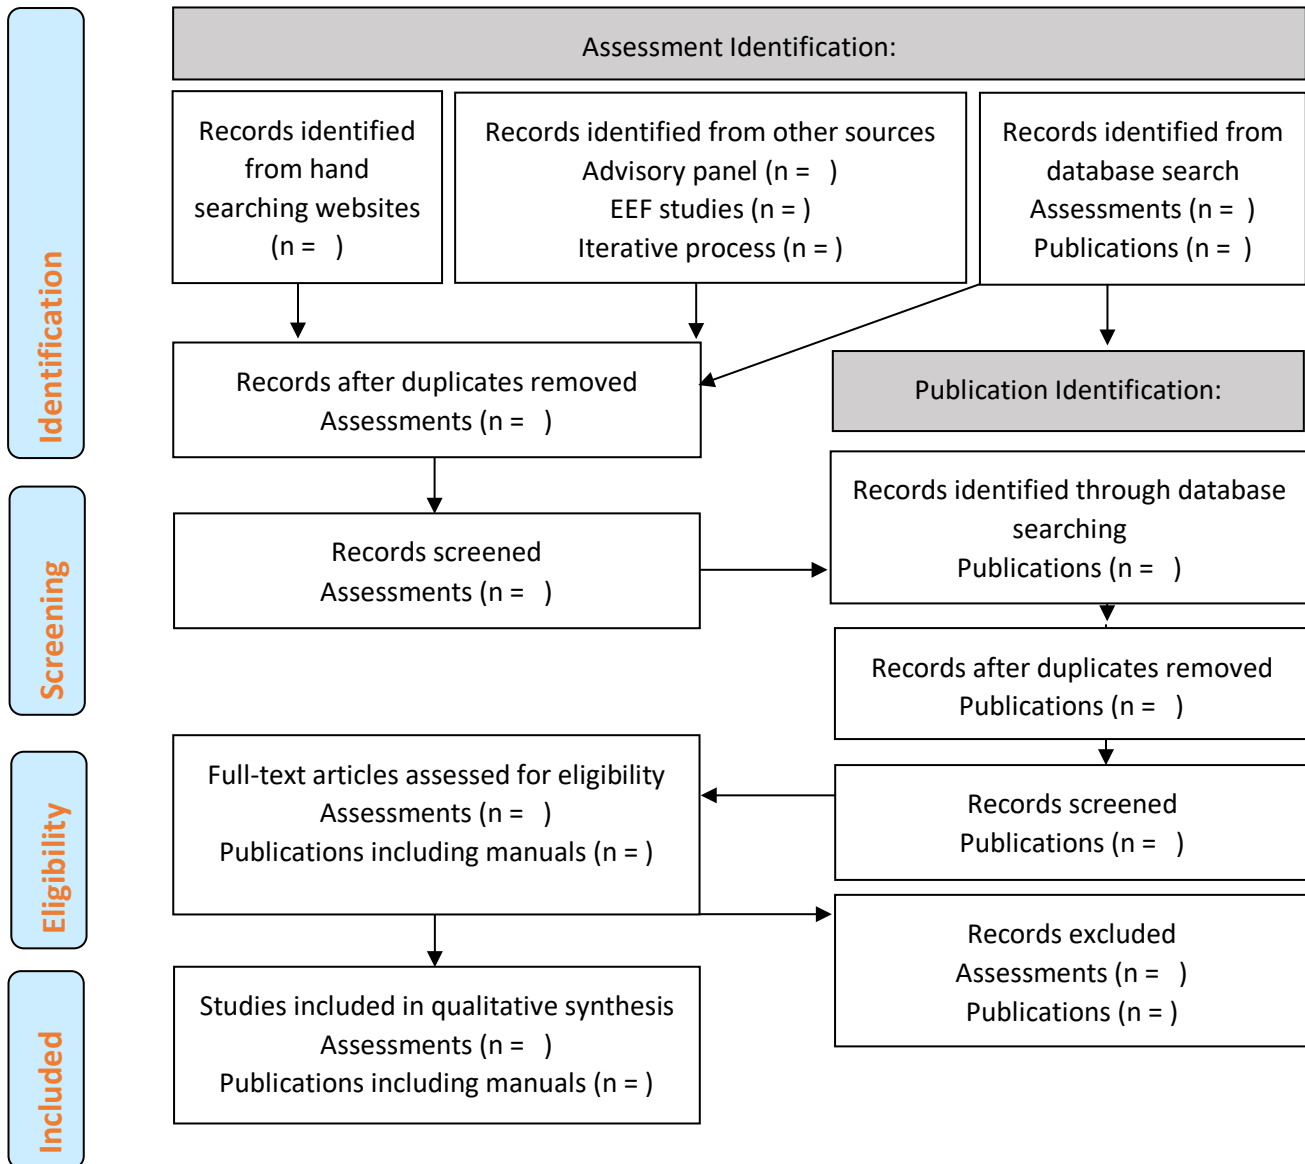 Assessment Identification:
Records identified
from hand
searching websites
(n =   )
Records identified from other sources
Advisory panel (n =   )
EEF studies (n = )
Iterative process (n = )
Records identified from
database search
Assessments (n =  )
Publications (n =  )
Identification
Records after duplicates removed
Assessments (n =   )
Publication Identification:
Screening
Records screened
Assessments (n =   )
Records identified through database
searching
Publications (n =   )
Records after duplicates removed
Publications (n =   )
Eligibility
Full-text articles assessed for eligibility
Assessments (n =   )
Publications including manuals (n = )
Records screened
Publications (n =   )
Records excluded
Assessments (n =   )
Publications (n = )
Included
Studies included in qualitative synthesis
Assessments (n =   )
Publications including manuals (n = )